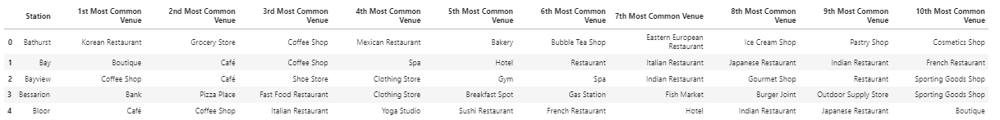 Station 1st Most Common Venue 2nd Most Common Venue 3rd Most Common Venue 4th Most Common Venue 5th Most Common Venue 6th Most Common Venue 7th Most Common Venue 8th Most Common Venue 9th Most Common Venue 10th Most Common Venue
0 Bathurst Korean Restaurant Grocery Store Coffee Shop Mexican Restaurant Bakery Bubble Tea Shop Eastern European Restaurant Ice Cream Shop Pastry Shop Cosmetics Shop
1 Bay Boutique Café Coffee Shop Spa Hotel Restaurant Italian Restaurant Japanese Restaurant Indian Restaurant French Restaurant
2 Bayview Coffee Shop Café Shoe Store Clothing Store Gym Spa Indian Restaurant Gourmet Shop Restaurant Sporting Goods Shop
3 Bessarion Bank Pizza Place Fast Food Restaurant Clothing Store Breakfast Spot Gas Station Fish Market Burger Joint Outdoor Supply Store Sporting Goods Shop
4 Bloor Café Coffee Shop Italian Restaurant Yoga Studio Sushi Restaurant French Restaurant Hotel Indian Restaurant Japanese Restaurant Boutique